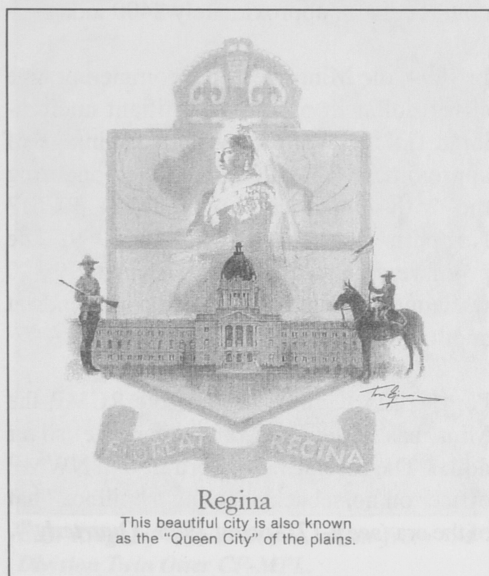 FLOREAT REGINA
Regina
This beautiful city is also known
as the “Queen City” of the plains.